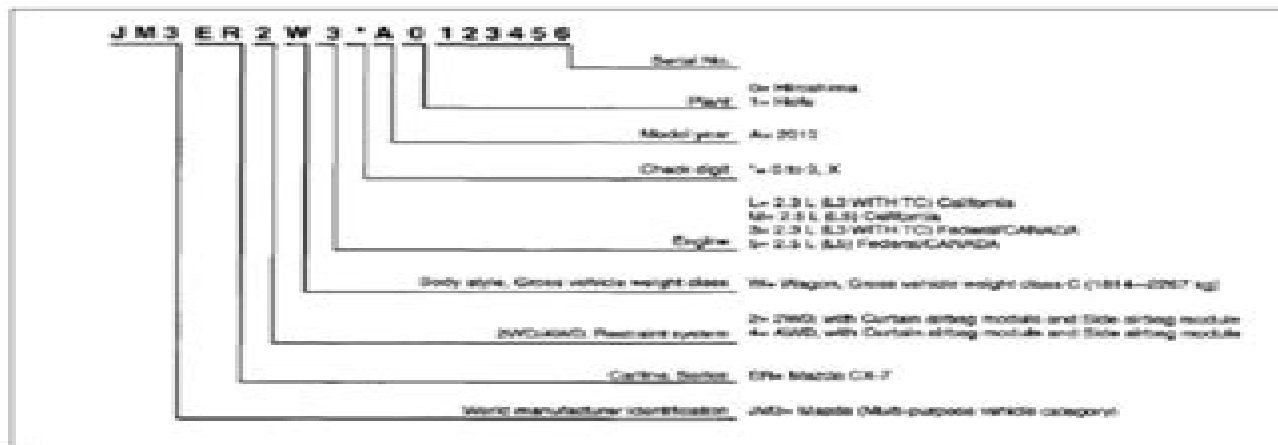 JM3ER2W3*A0123456
Serial No.
0= Hiroshima
Plant 1= Hofu
Model year A= 2010
Check digit *= 0 to 9, X
L= 2.3 L (L3 WITH TC) California
M= 2.5 L (L5) California
3= 2.3 L (L3 WITH TC) Federal/CANADA
Engine 5= 2.5 L (L5) Federal/CANADA
Body style, Gross vehicle weight class W= Wagon, Gross vehicle weight class C (1814—2267 kg)
2= 2WD, with Curtain airbag module and Side airbag module
2WD/4WD, Restraint system 4= AWD, with Curtain airbag module and Side airbag module
Carline, Series ER= Mazda CX-7
World manufacturer identification JM3= Mazda (Multi-purpose vehicle category)